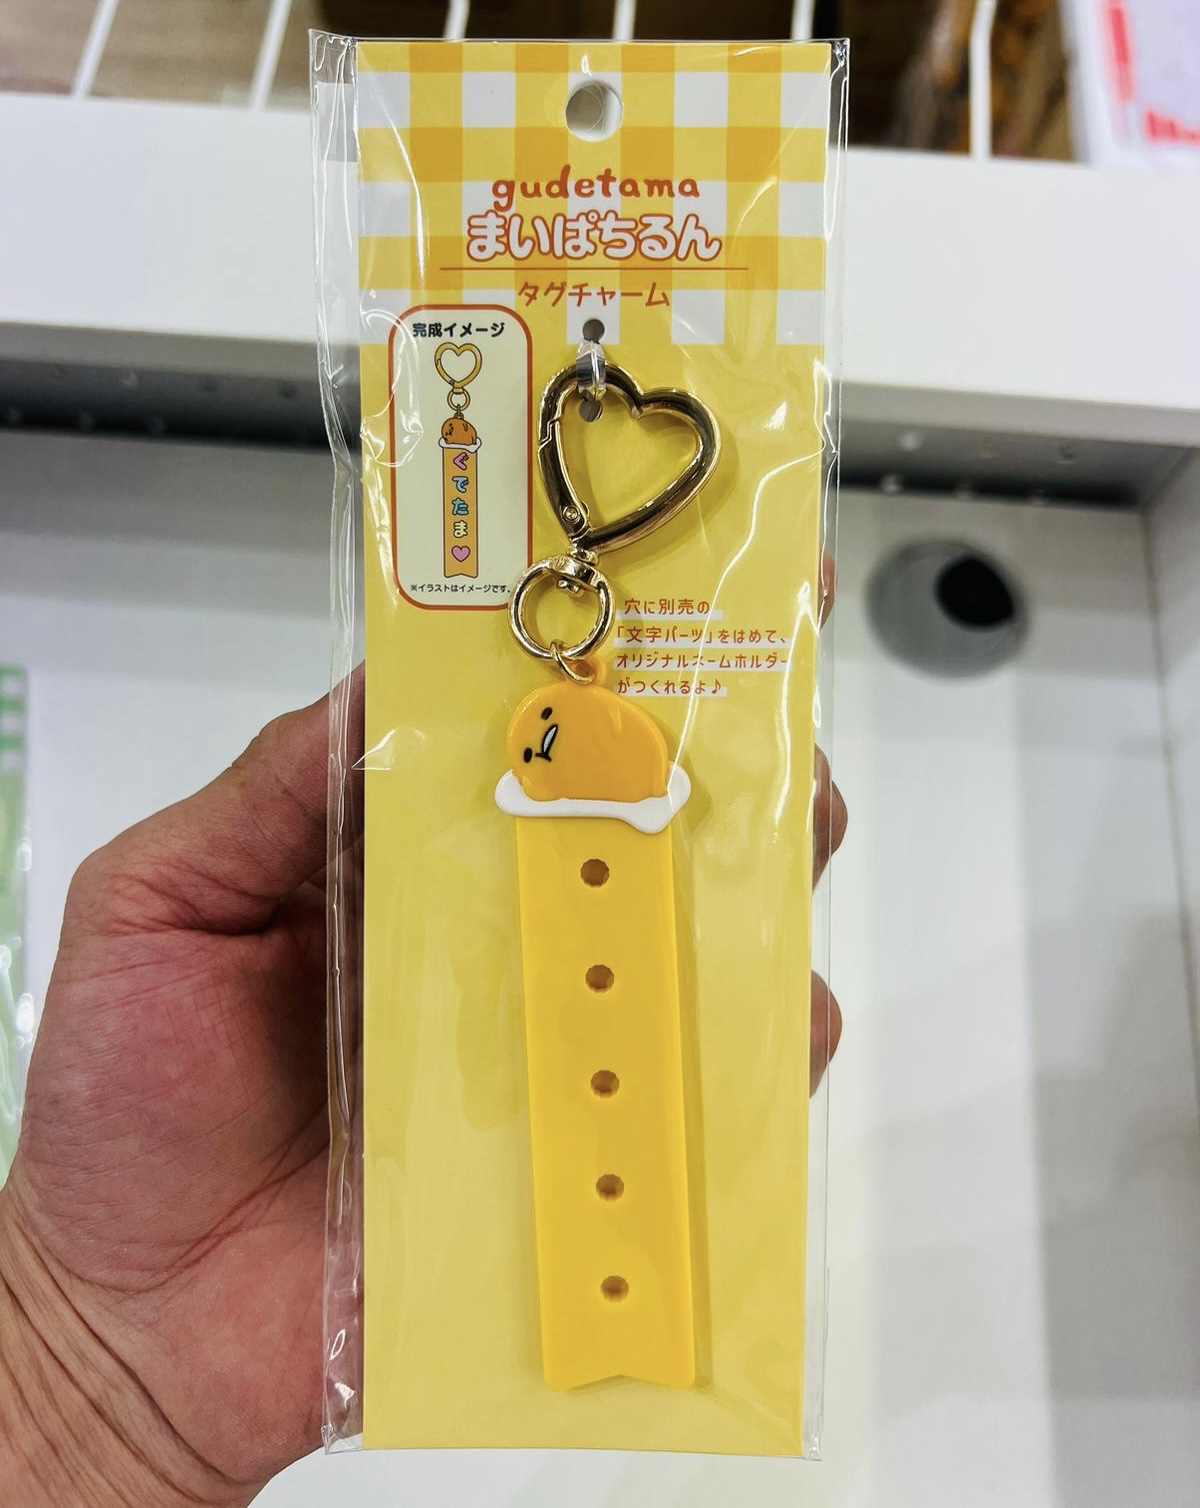 gudetama
まいぱちるん
タグチャーム
完成イメージ
ぐ
で
た
ま
※イラストはイメージです。
穴に別売の
「文字パーツ」をはめて、
オリジナルネームホルダー
がつくれるよ♪